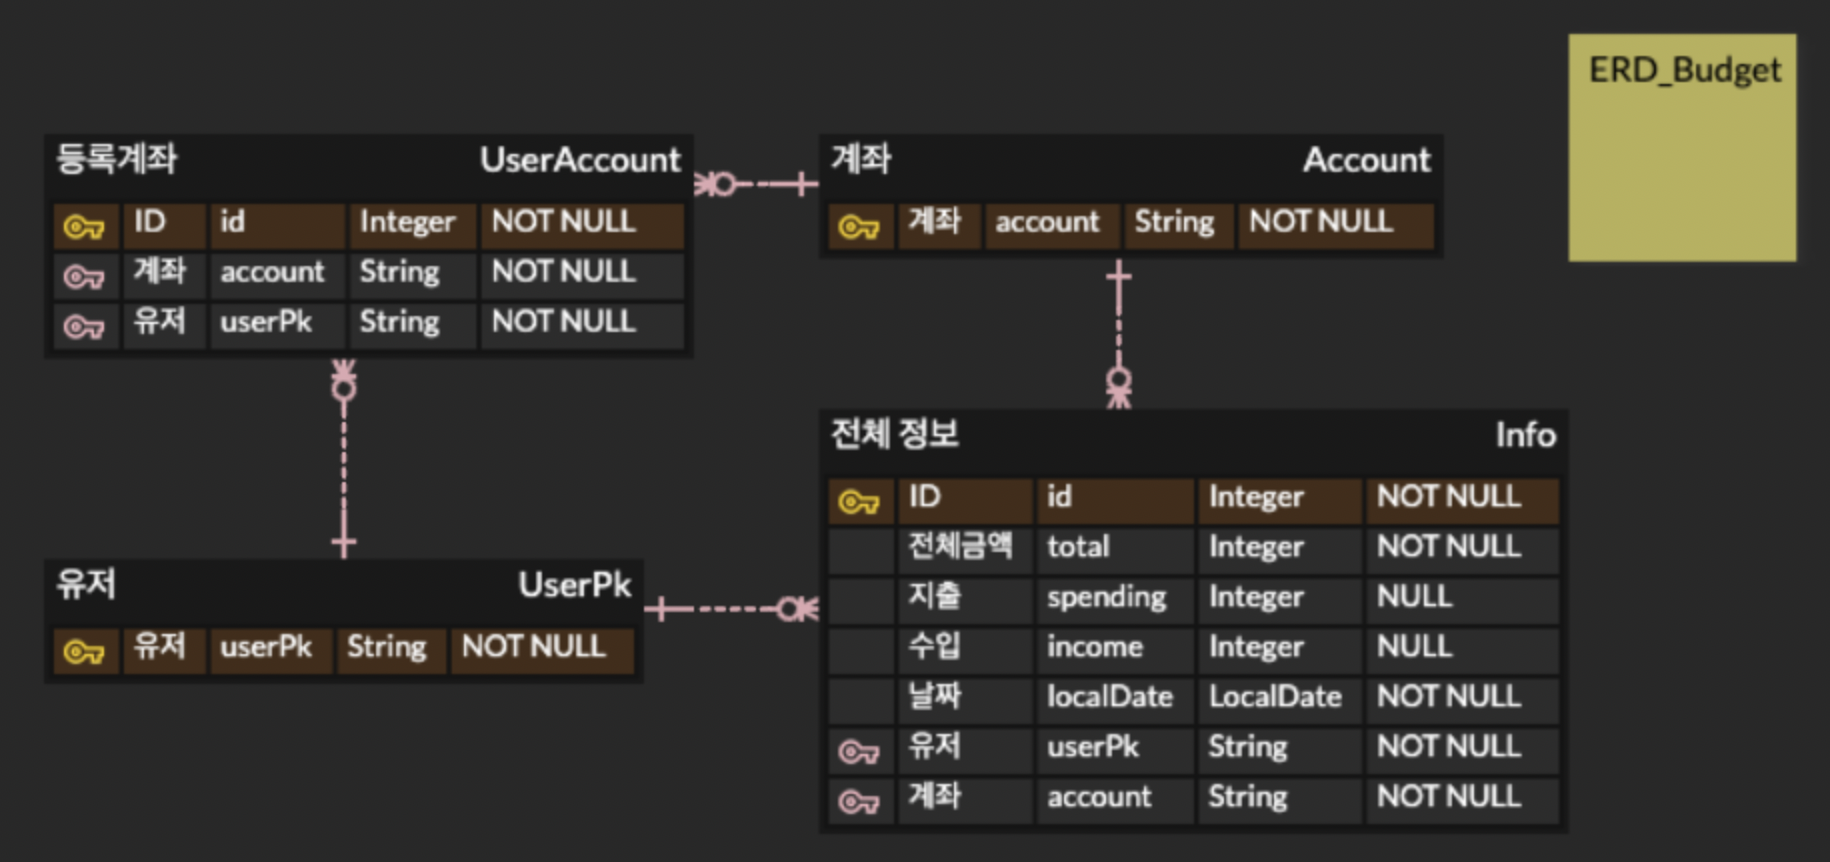 ERD_Budget
등록계좌 UserAccount
ID id Integer NOT NULL
계좌 account String NOT NULL
유저 userPk String NOT NULL
계좌 Account
계좌 account String NOT NULL
유저 UserPk
유저 userPk String NOT NULL
전체 정보 Info
ID id Integer NOT NULL
전체금액 total Integer NOT NULL
지출 spending Integer NULL
수입 income Integer NULL
날짜 localDate LocalDate NOT NULL
유저 userPk String NOT NULL
계좌 account String NOT NULL